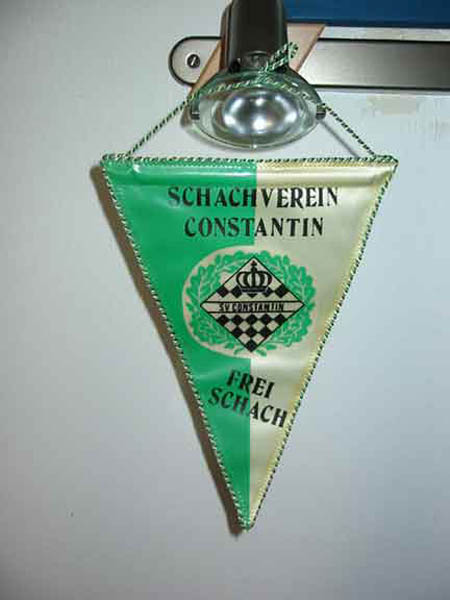 SCHACHVEREIN
CONSTANTIN
SV CONSTANTIN
FREI
SCHACH